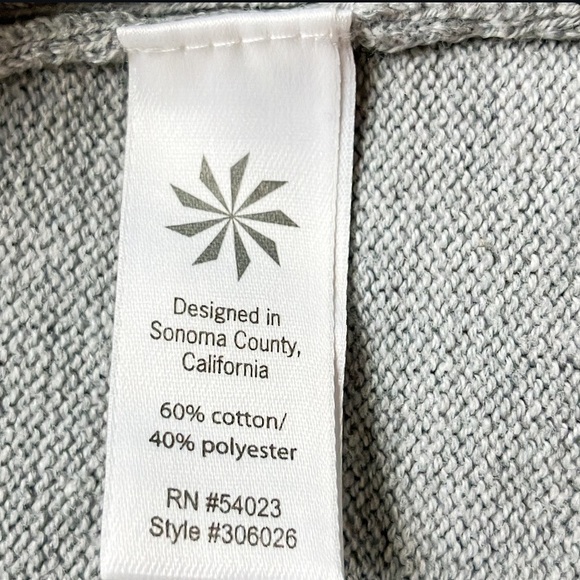 Designed in
Sonoma County,
California
60% cotton/
40% polyester
RN #54023
Style #306026